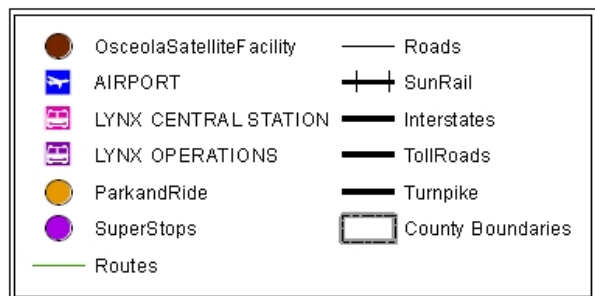 OsceolaSatelliteFacility
AIRPORT
LYNX CENTRAL STATION
LYNX OPERATIONS
ParkandRide
SuperStops
Routes
Roads
SunRail
Interstates
TollRoads
Turnpike
County Boundaries